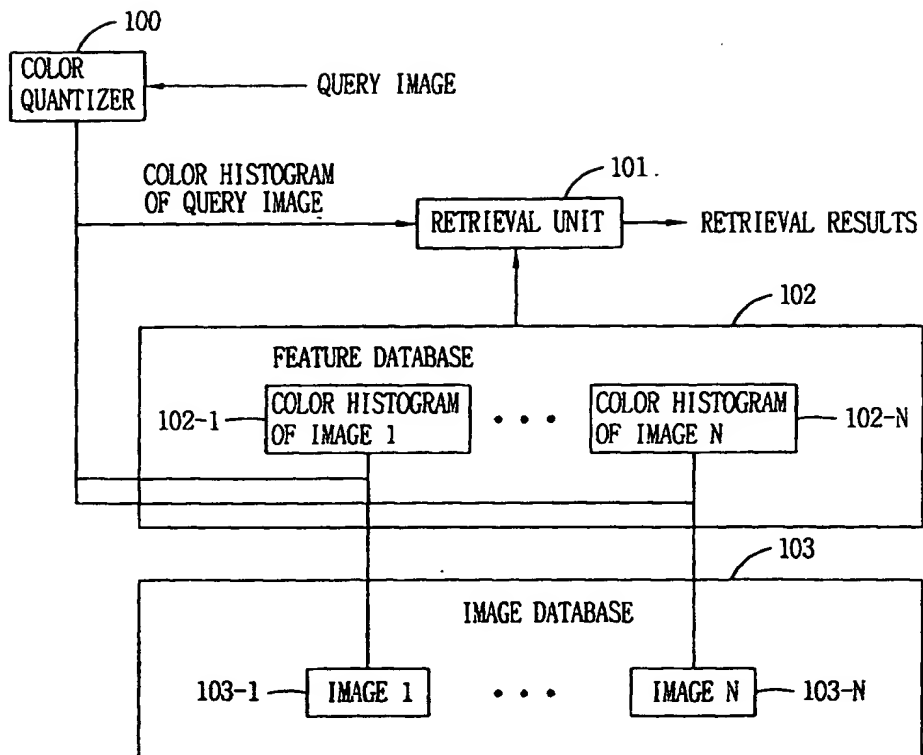 100
COLOR
QUANTIZER
QUERY IMAGE
COLOR HISTOGRAM
OF QUERY IMAGE
101
RETRIEVAL UNIT
RETRIEVAL RESULTS
102
FEATURE DATABASE
102-1
COLOR HISTOGRAM
OF IMAGE 1
• • •
COLOR HISTOGRAM
OF IMAGE N
102-N
103
IMAGE DATABASE
103-1
IMAGE 1
• • •
IMAGE N
103-N